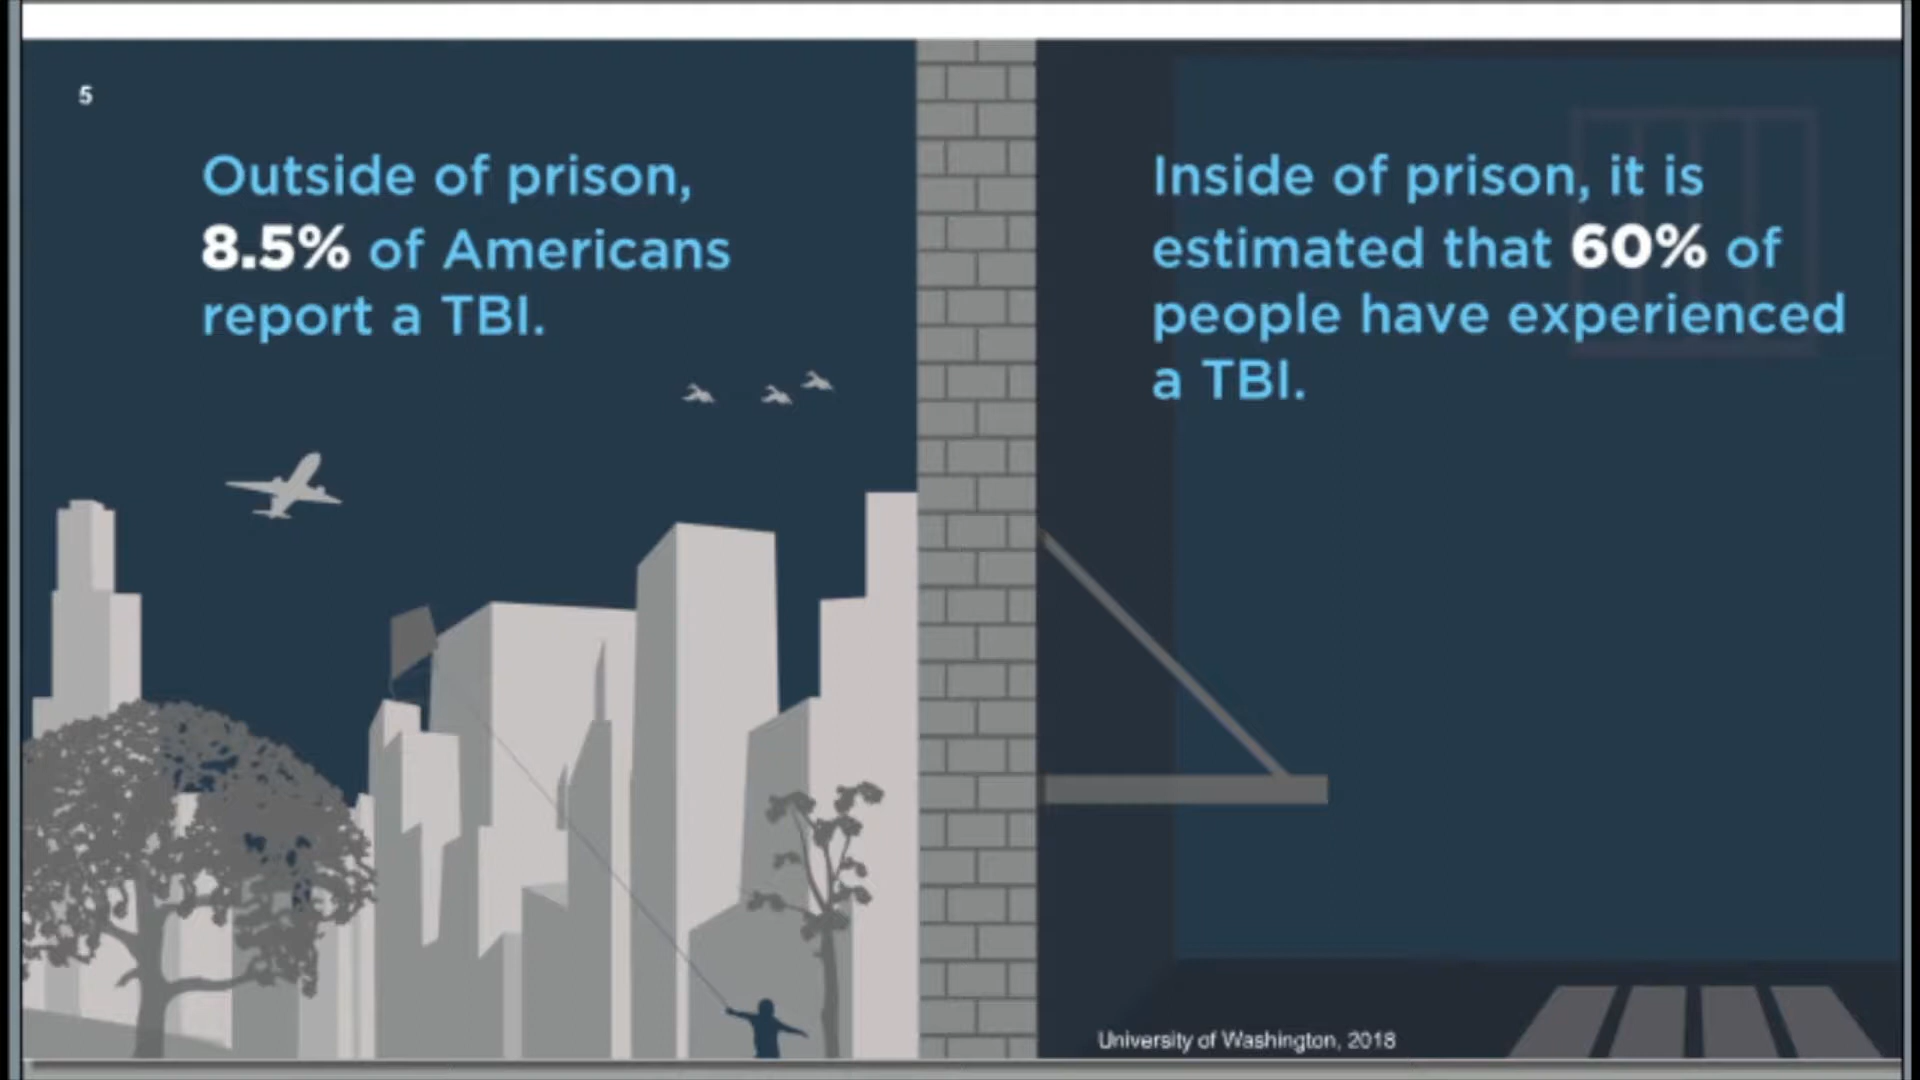 5
Outside of prison,
8.5% of Americans
report a TBI.
Inside of prison, it is
estimated that 60% of
people have experienced
a TBI.
University of Washington, 2018